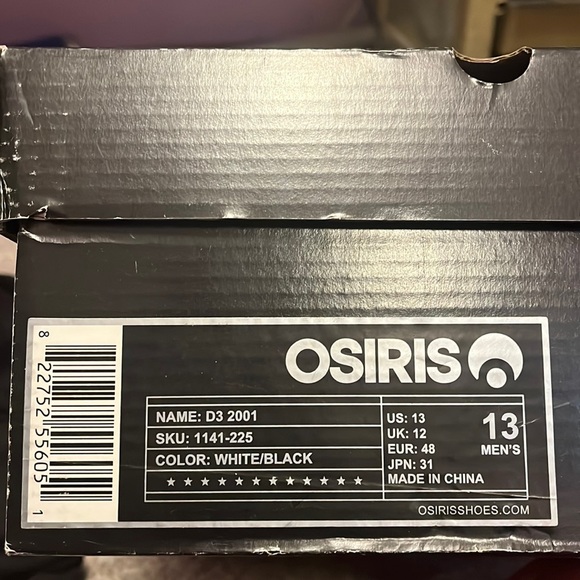 OSIRIS
8 22752 55605 1
NAME: D3 2001
SKU: 1141-225
COLOR: WHITE/BLACK
★ ★ ★ ★ ★ ★ ★ ★ ★ ★ ★ ★
US: 13
UK: 12
EUR: 48
JPN: 31
MADE IN CHINA
13
MEN'S
OSIRISSHOES.COM